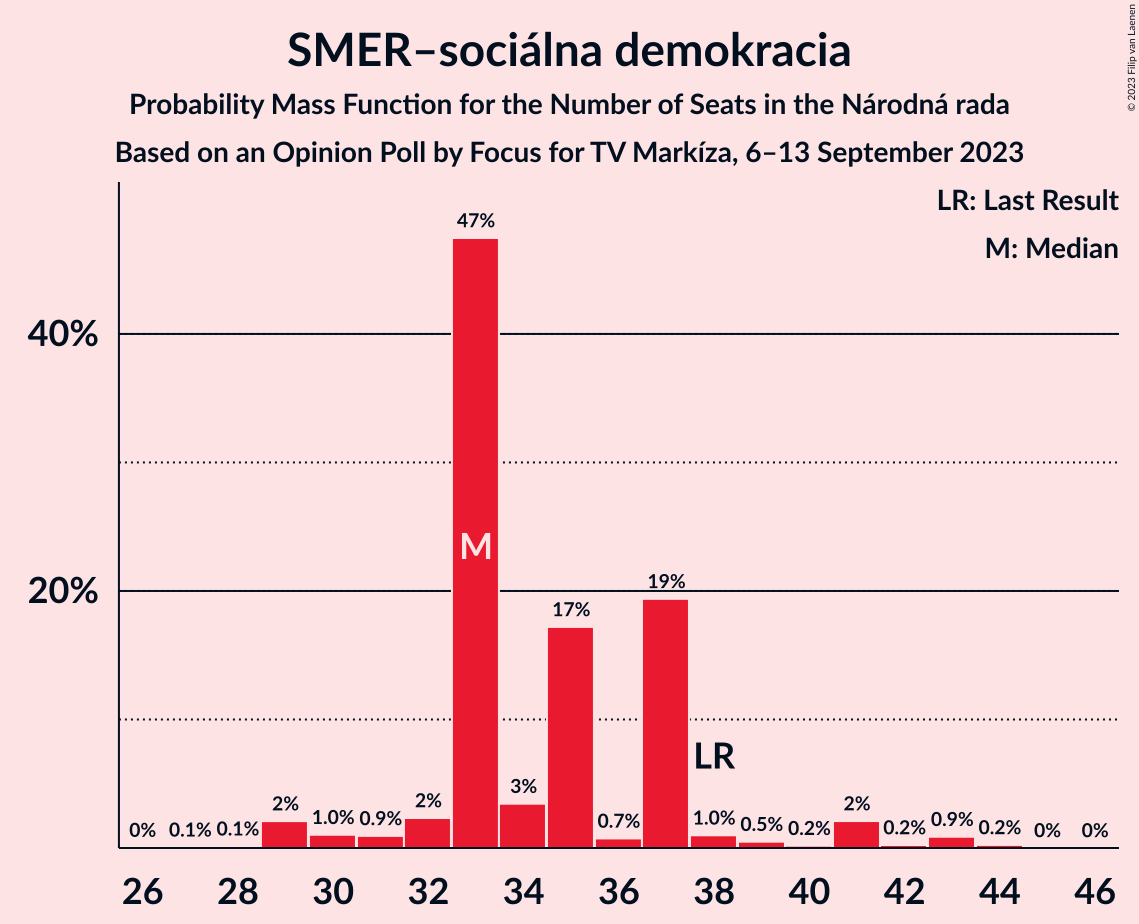 SMER–sociálna demokracia
Probability Mass Function for the Number of Seats in the Národná rada
Based on an Opinion Poll by Focus for TV Markíza, 6–13 September 2023
© 2023 Filip van Laenen
LR: Last Result
M: Median
40%
20%
0%
0.1%
0.1%
2%
1.0%
0.9%
2%
47%
M
3%
17%
0.7%
19%
1.0%
LR
0.5%
0.2%
2%
0.2%
0.9%
0.2%
0%
0%
26 28 30 32 34 36 38 40 42 44 46